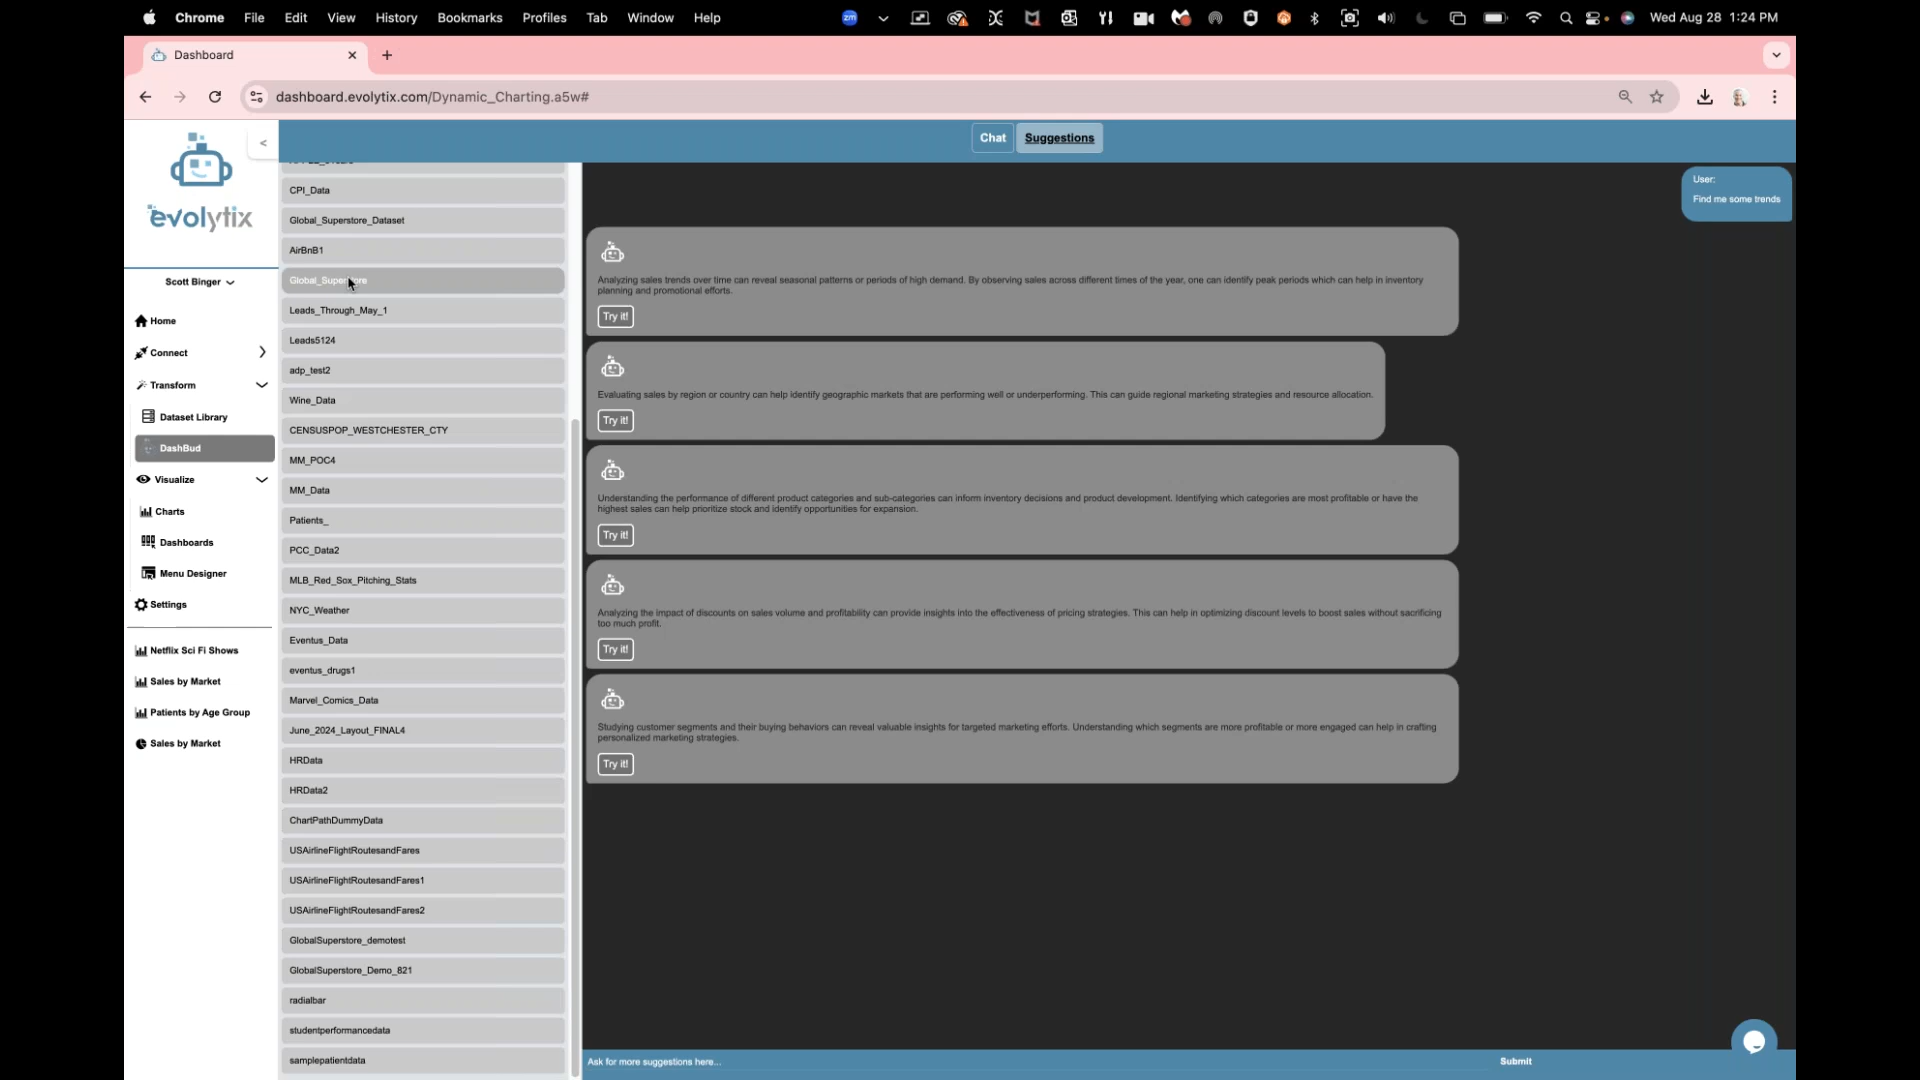 Chrome File Edit View History Bookmarks Profiles Tab Window Help
zm
Wed Aug 28 1:24 PM
Dashboard
dashboard.evolytix.com/Dynamic_Charting.a5w#
evolytix
<
Scott Binger
Home
Connect
Transform
Dataset Library
DashBud
Visualize
Charts
Dashboards
Menu Designer
Settings
Netflix Sci Fi Shows
Sales by Market
Patients by Age Group
Sales by Market
Chat
Suggestions
CPI_Data
Global_Superstore_Dataset
AirBnB1
Global_Superstore
Leads_Through_May_1
Leads5124
adp_test2
Wine_Data
CENSUSPOP_WESTCHESTER_CTY
MM_POC4
MM_Data
Patients_
PCC_Data2
MLB_Red_Sox_Pitching_Stats
NYC_Weather
Eventus_Data
eventus_drugs1
Marvel_Comics_Data
June_2024_Layout_FINAL4
HRData
HRData2
ChartPathDummyData
USAirlineFlightRoutesandFares
USAirlineFlightRoutesandFares1
USAirlineFlightRoutesandFares2
GlobalSuperstore_demotest
GlobalSuperstore_Demo_821
radialbar
studentperformancedata
samplepatientdata
User:
Find me some trends
Analyzing sales trends over time can reveal seasonal patterns or periods of high demand. By observing sales across different times of the year, one can identify peak periods which can help in inventory
planning and promotional efforts.
Try it!
Evaluating sales by region or country can help identify geographic markets that are performing well or underperforming. This can guide regional marketing strategies and resource allocation.
Try it!
Understanding the performance of different product categories and sub-categories can inform inventory decisions and product development. Identifying which categories are most profitable or have the
highest sales can help prioritize stock and identify opportunities for expansion.
Try it!
Analyzing the impact of discounts on sales volume and profitability can provide insights into the effectiveness of pricing strategies. This can help in optimizing discount levels to boost sales without sacrificing
too much profit.
Try it!
Studying customer segments and their buying behaviors can reveal valuable insights for targeted marketing efforts. Understanding which segments are more profitable or more engaged can help in crafting
personalized marketing strategies.
Try it!
Ask for more suggestions here...
Submit